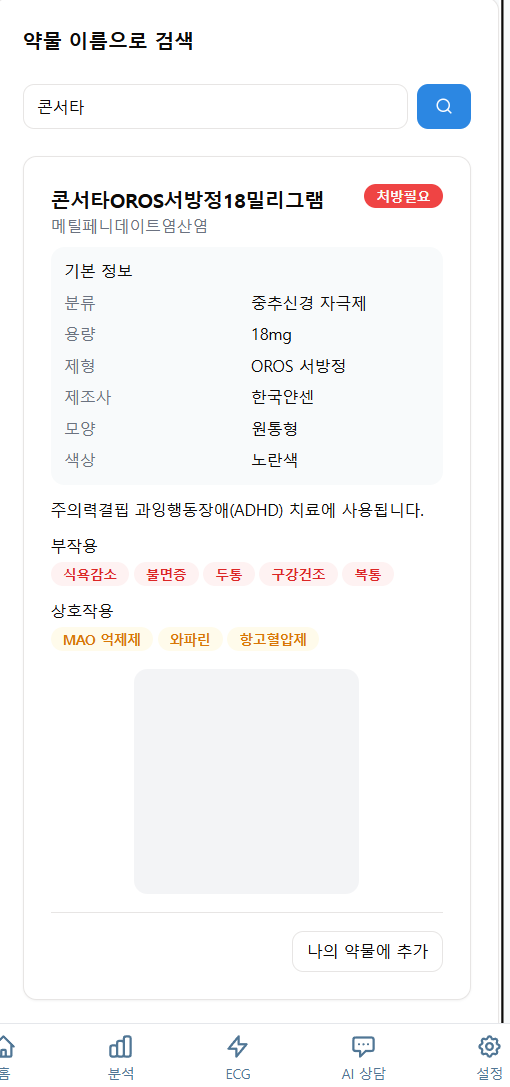 약물 이름으로 검색
콘서타
콘서타OROS서방정18밀리그램
처방필요
메틸페니데이트염산염
기본 정보
분류 중추신경 자극제
용량 18mg
제형 OROS 서방정
제조사 한국얀센
모양 원통형
색상 노란색
주의력결핍 과잉행동장애(ADHD) 치료에 사용됩니다.
부작용
식욕감소 불면증 두통 구강건조 복통
상호작용
MAO 억제제 와파린 항고혈압제
나의 약물에 추가
홈 분석 ECG AI 상담 설정